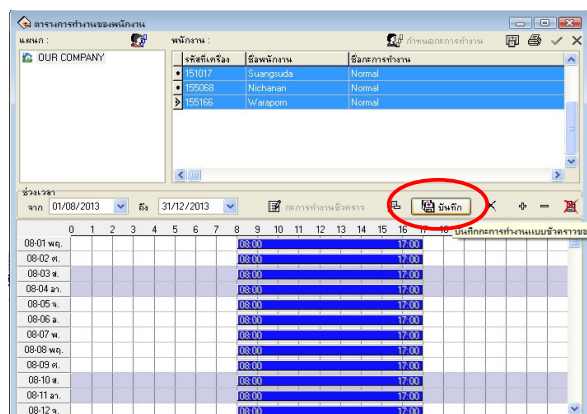 ตารางการทำงานของพนักงาน
แผนก :
พนักงาน :
กำหนดกะการทำงาน
OUR COMPANY
รหัสที่เครื่อง ชื่อพนักงาน ชื่อกะการทำงาน
151017 Suangsuda Normal
155068 Nichanan Normal
155166 Waraporn Normal
ช่วงเวลา
จาก 01/08/2013 ถึง 31/12/2013 กะการทำงานชั่วคราว บันทึก
0 1 2 3 4 5 6 7 8 9 10 11 12 13 14 15 16 17 18
บันทึกกะการทำงานแบบชั่วคราวขอ
08-01 พฤ. 08:00 17:00
08-02 ศ. 08:00 17:00
08-03 ส. 08:00 17:00
08-04 อา. 08:00 17:00
08-05 จ. 08:00 17:00
08-06 อ. 08:00 17:00
08-07 พ. 08:00 17:00
08-08 พฤ. 08:00 17:00
08-09 ศ. 08:00 17:00
08-10 ส. 08:00 17:00
08-11 อา. 08:00 17:00
08-12 จ. 08:00 17:00